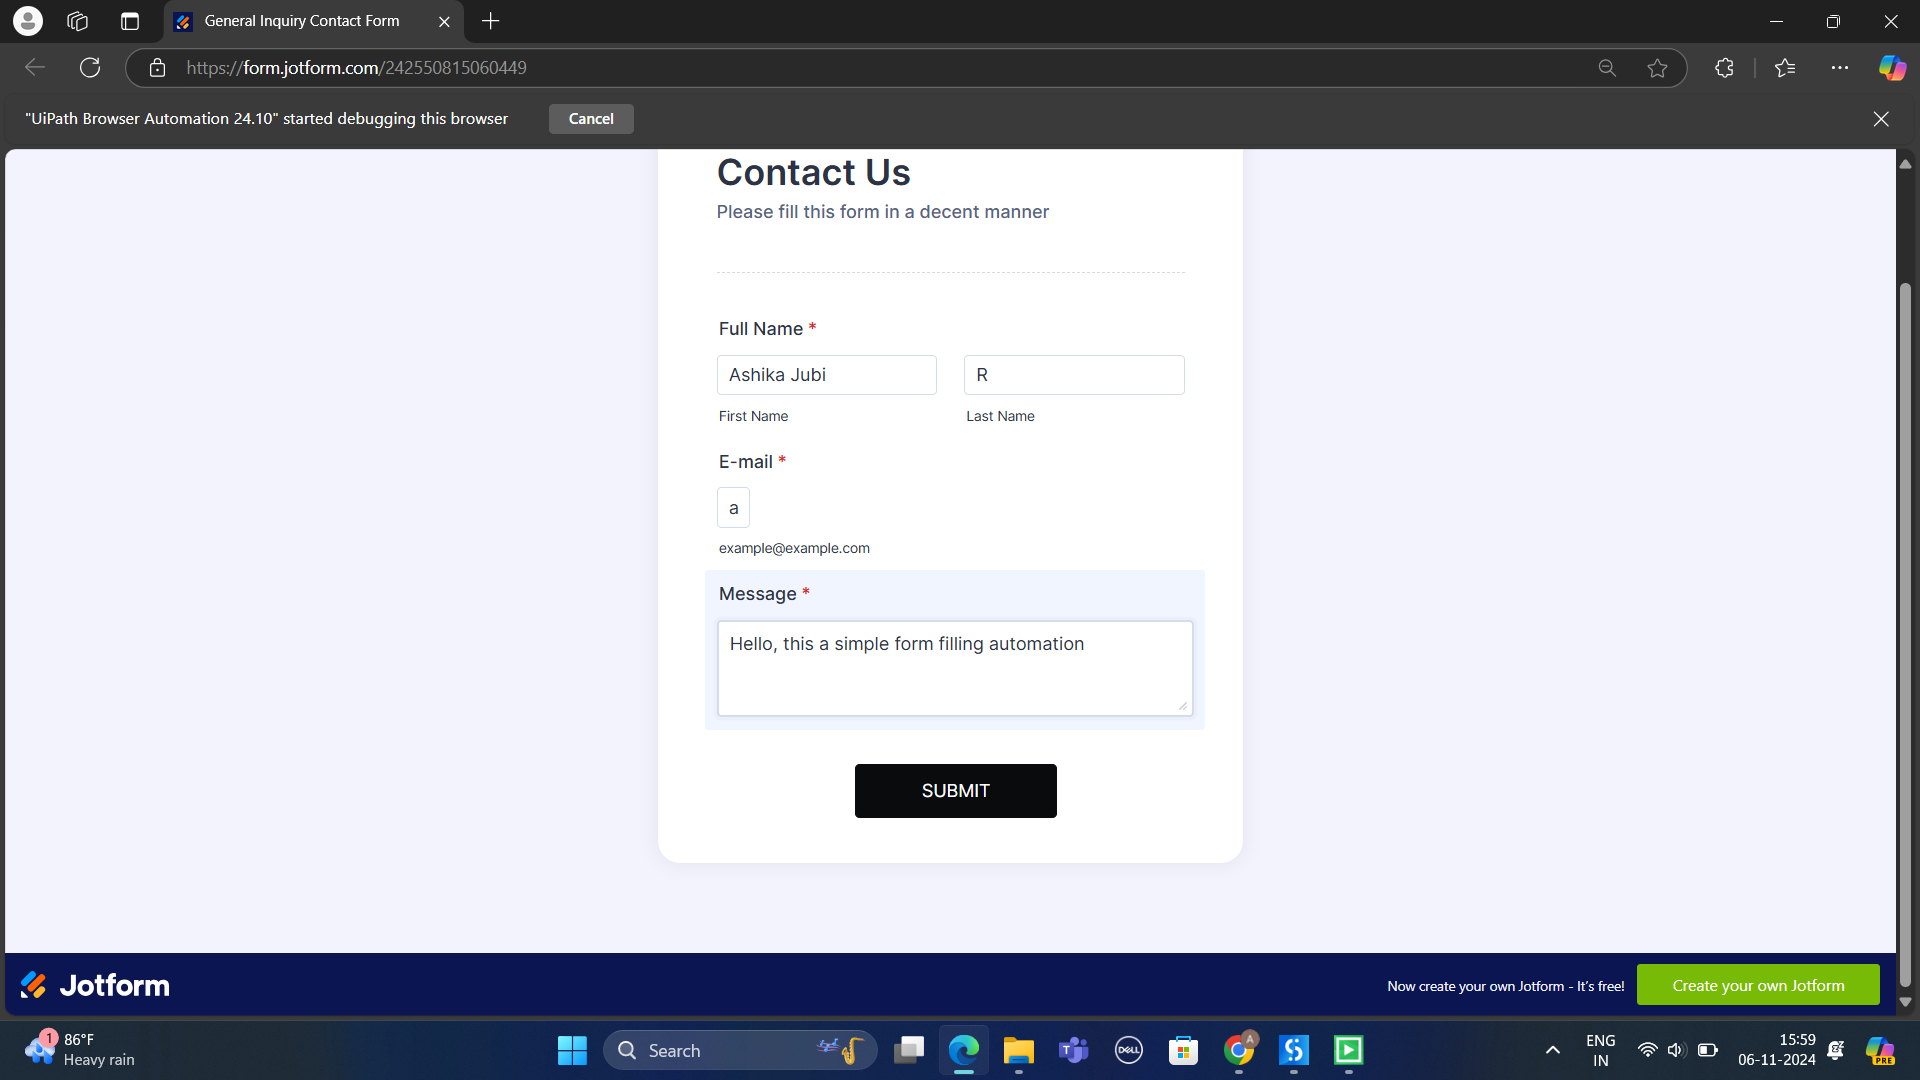 General Inquiry Contact Form
https://form.jotform.com/242550815060449
"UiPath Browser Automation 24.10" started debugging this browser
Cancel
Contact Us
Please fill this form in a decent manner
Full Name *
Ashika Jubi
R
First Name
Last Name
E-mail *
a
example@example.com
Message *
Hello, this a simple form filling automation
SUBMIT
Jotform
Now create your own Jotform - It's free!
Create your own Jotform
1
86°F
Heavy rain
Search
T
DELL
A
ENG
IN
15:59
06-11-2024
PRE